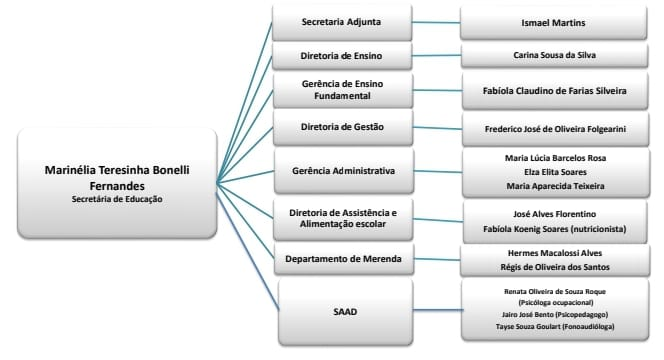 Marinélia Teresinha Bonelli
Fernandes
Secretária de Educação
Secretaria Adjunta
Ismael Martins
Diretoria de Ensino
Carina Sousa da Silva
Gerência de Ensino
Fundamental
Fabíola Claudino de Farias Silveira
Diretoria de Gestão
Frederico José de Oliveira Folgearini
Gerência Administrativa
Maria Lúcia Barcelos Rosa
Elza Elita Soares
Maria Aparecida Teixeira
Diretoria de Assistência e
Alimentação escolar
José Alves Florentino
Fabíola Koenig Soares (nutricionista)
Departamento de Merenda
Hermes Macalossi Alves
Régis de Oliveira dos Santos
SAAD
Renata Oliveira de Souza Roque
(Psicóloga ocupacional)
Jairo José Bento (Psicopedagogo)
Tayse Souza Goulart (Fonoaudióloga)